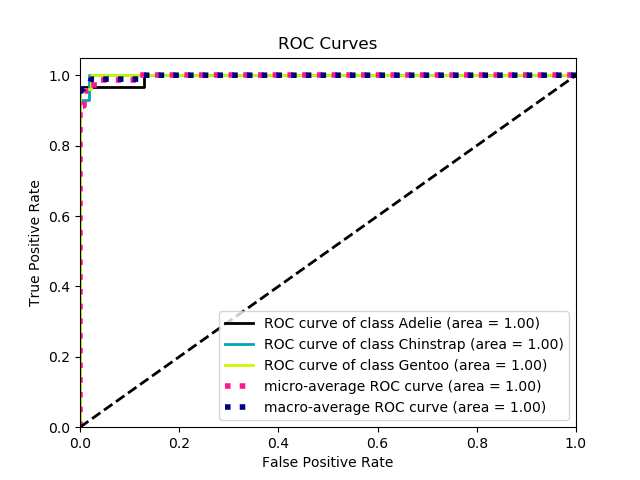 ROC Curves
True Positive Rate
1.0
0.8
0.6
0.4
0.2
0.0
ROC curve of class Adelie (area = 1.00)
ROC curve of class Chinstrap (area = 1.00)
ROC curve of class Gentoo (area = 1.00)
micro-average ROC curve (area = 1.00)
macro-average ROC curve (area = 1.00)
0.0 0.2 0.4 0.6 0.8 1.0
False Positive Rate